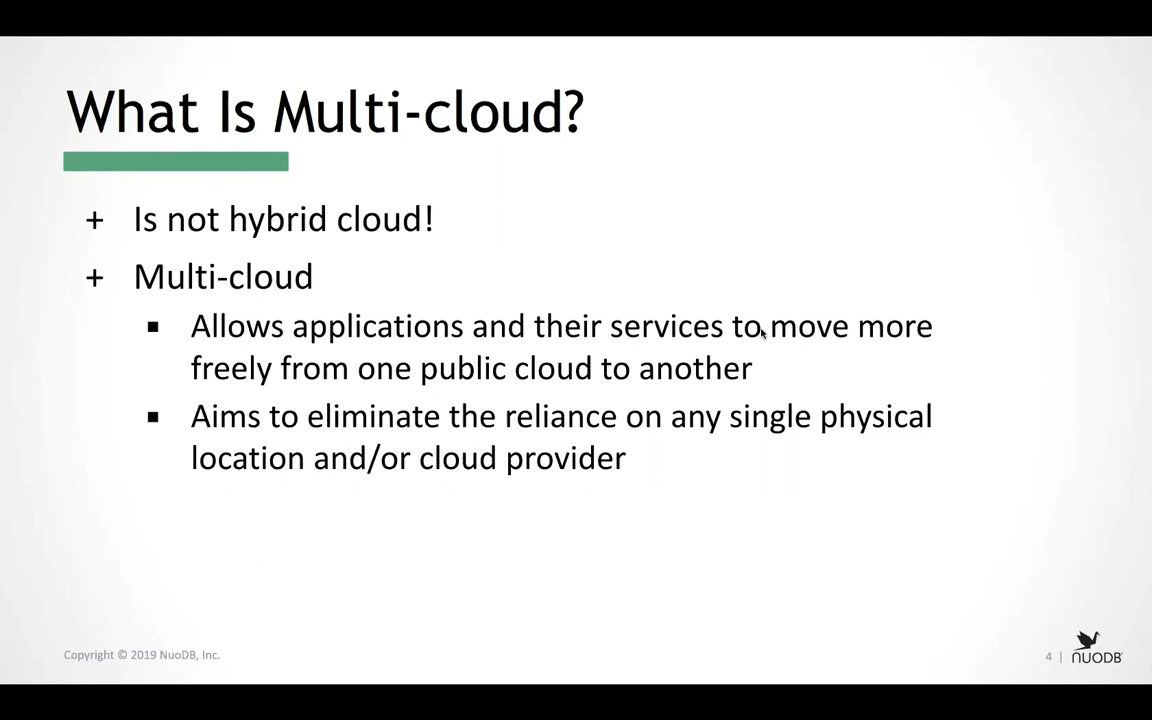 What Is Multi-cloud?
+ Is not hybrid cloud!
+ Multi-cloud
▪ Allows applications and their services to move more
freely from one public cloud to another
▪ Aims to eliminate the reliance on any single physical
location and/or cloud provider
Copyright © 2019 NuoDB, Inc.
4 |
NUODB